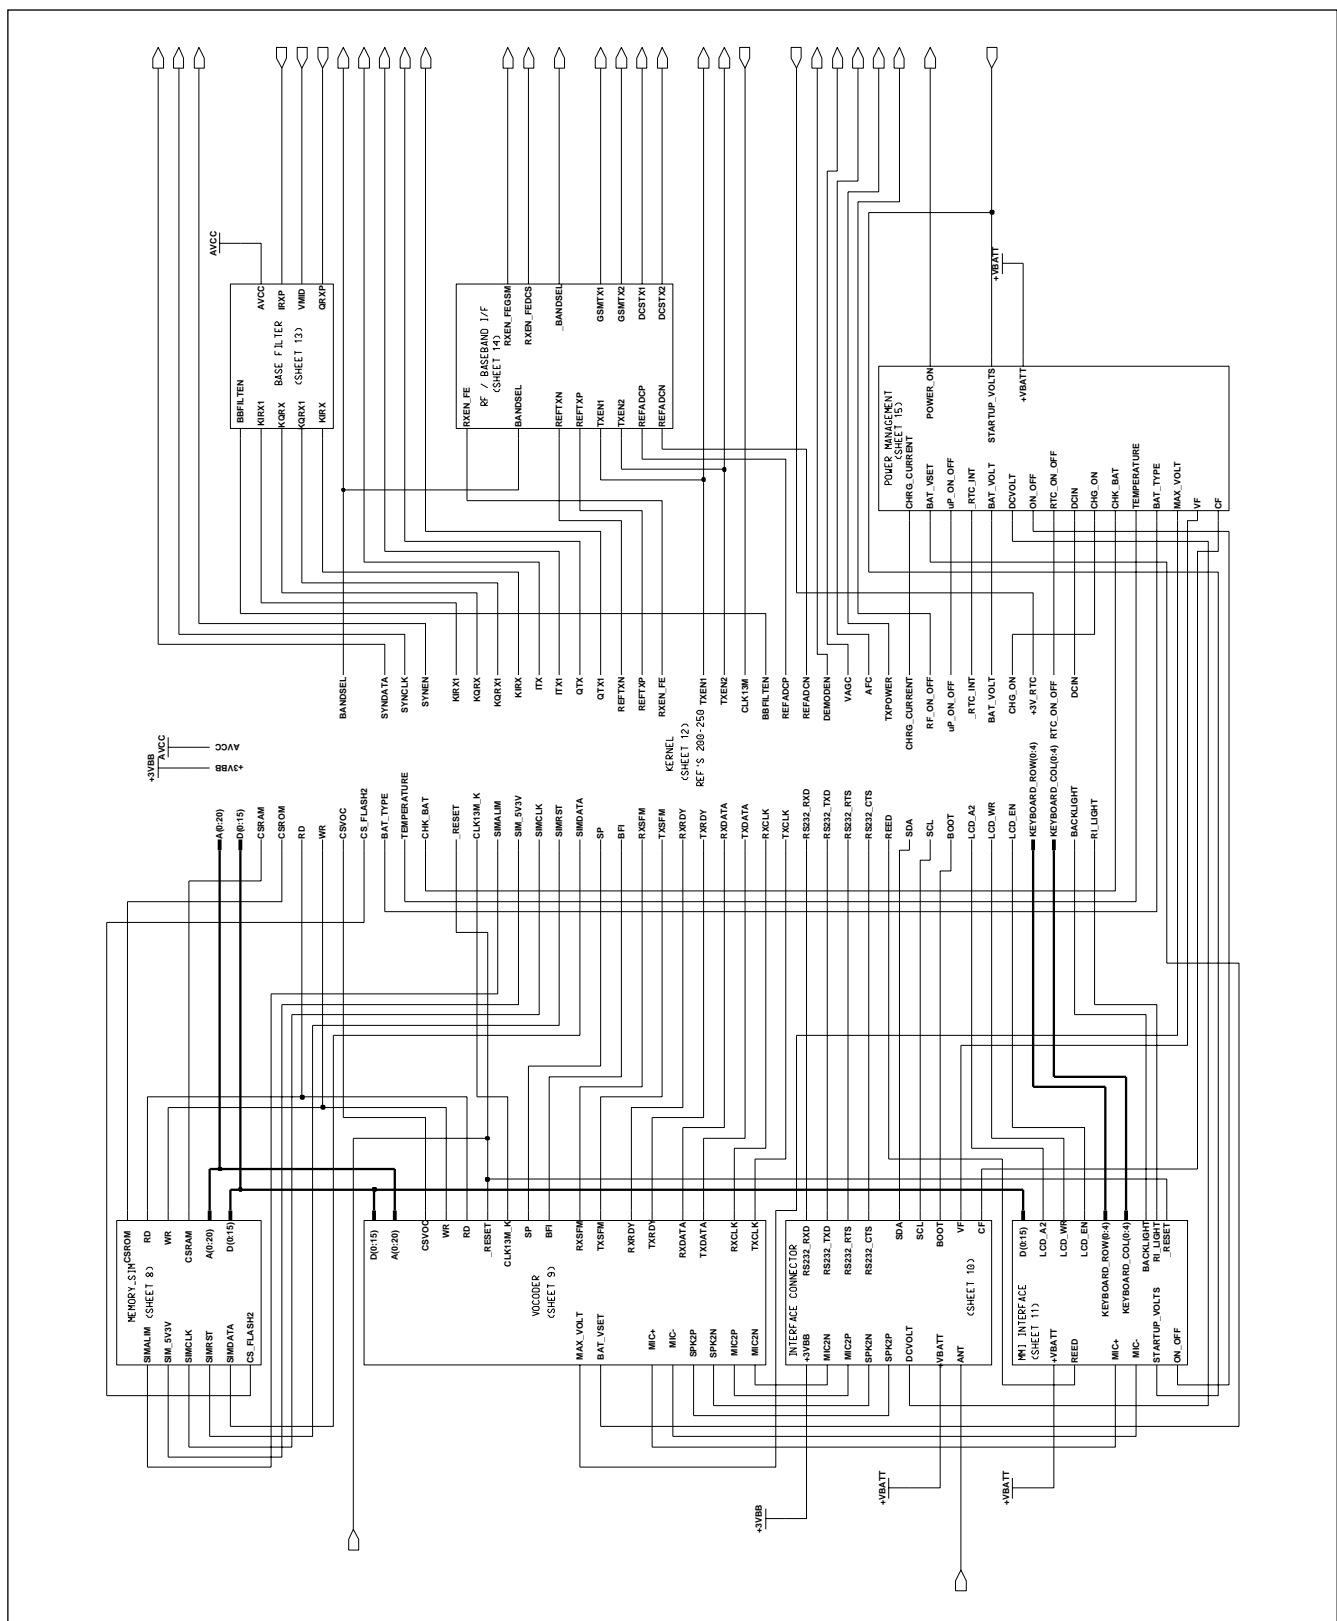 AVCC
AVCC
IRXP
VMID
QRXP
BASE FILTER
(SHEET 13)
BBFILTEN
KIRX1
KQRX
KQRX1
KIRX
RXEN_FEGSM
RXEN_FEDCS
_BANDSEL
GSMTX1
GSMTX2
DCSTX1
DCSTX2
RF / BASEBAND I/F
(SHEET 14)
RXEN_FE
BANDSEL
REFTXN
REFTXP
TXEN1
TXEN2
REFADCP
REFADCN
+VBATT
POWER_ON
STARTUP_VOLTS
+VBATT
POWER MANAGEMENT
(SHEET 15)
CHRG_CURRENT
BAT_VSET
uP_ON_OFF
_RTC_INT
BAT_VOLT
DCVOLT
ON_OFF
RTC_ON_OFF
DCIN
CHG_ON
CHK_BAT
TEMPERATURE
BAT_TYPE
MAX_VOLT
VF
CF
BANDSEL
SYNDATA
SYNCLK
SYNEN
KIRX1
KQRX
KQRX1
KIRX
ITX
ITX1
QTX
QTX1
REFTXN
REFTXP
RXEN_FE
TXEN1
TXEN2
CLK13M
BBFILTEN
REFADCP
REFADCN
DEMODEN
VAGC
AFC
TXPOWER
CHRG_CURRENT
RF_ON_OFF
uP_ON_OFF
_RTC_INT
BAT_VOLT
CHG_ON
+3V_RTC
RTC_ON_OFF
DCIN
KERNEL
(SHEET 12)
REF'S 200-250
+3VBB
AVCC
+3VBB
AVCC
A(0:20)
D(0:15)
CSRAM
CSROM
RD
WR
CSVOC
CS_FLASH2
BAT_TYPE
TEMPERATURE
CHK_BAT
_RESET
CLK13M_K
SIMALIM
SIM_5V3V
SIMCLK
SIMRST
SIMDATA
SP
BFI
RXSFM
TXSFM
RXRDY
TXRDY
RXDATA
TXDATA
RXCLK
TXCLK
RS232_RXD
RS232_TXD
RS232_RTS
RS232_CTS
REED
SDA
SCL
BOOT
LCD_A2
LCD_WR
LCD_EN
KEYBOARD_ROW(0:4)
KEYBOARD_COL(0:4)
BACKLIGHT
RI_LIGHT
CSROM
RD
WR
CSRAM
A(0:20)
D(0:15)
MEMORY_SIM
(SHEET 8)
SIMALIM
SIM_5V3V
SIMCLK
SIMRST
SIMDATA
CS_FLASH2
D(0:15)
A(0:20)
CSVOC
WR
RD
_RESET
CLK13M_K
SP
BFI
RXSFM
TXSFM
RXRDY
TXRDY
RXDATA
TXDATA
RXCLK
TXCLK
VOCODER
(SHEET 9)
MAX_VOLT
BAT_VSET
MIC+
MIC-
SPK2P
SPK2N
MIC2P
MIC2N
RS232_RXD
RS232_TXD
RS232_RTS
RS232_CTS
SDA
SCL
BOOT
VF
CF
INTERFACE CONNECTOR
(SHEET 10)
+3VBB
MIC2N
MIC2P
SPK2N
SPK2P
DCVOLT
+VBATT
ANT
D(0:15)
LCD_A2
LCD_WR
LCD_EN
KEYBOARD_ROW(0:4)
KEYBOARD_COL(0:4)
BACKLIGHT
RI_LIGHT
_RESET
MMI INTERFACE
(SHEET 11)
+VBATT
REED
MIC+
MIC-
STARTUP_VOLTS
ON_OFF
+3VBB
+VBATT
+VBATT